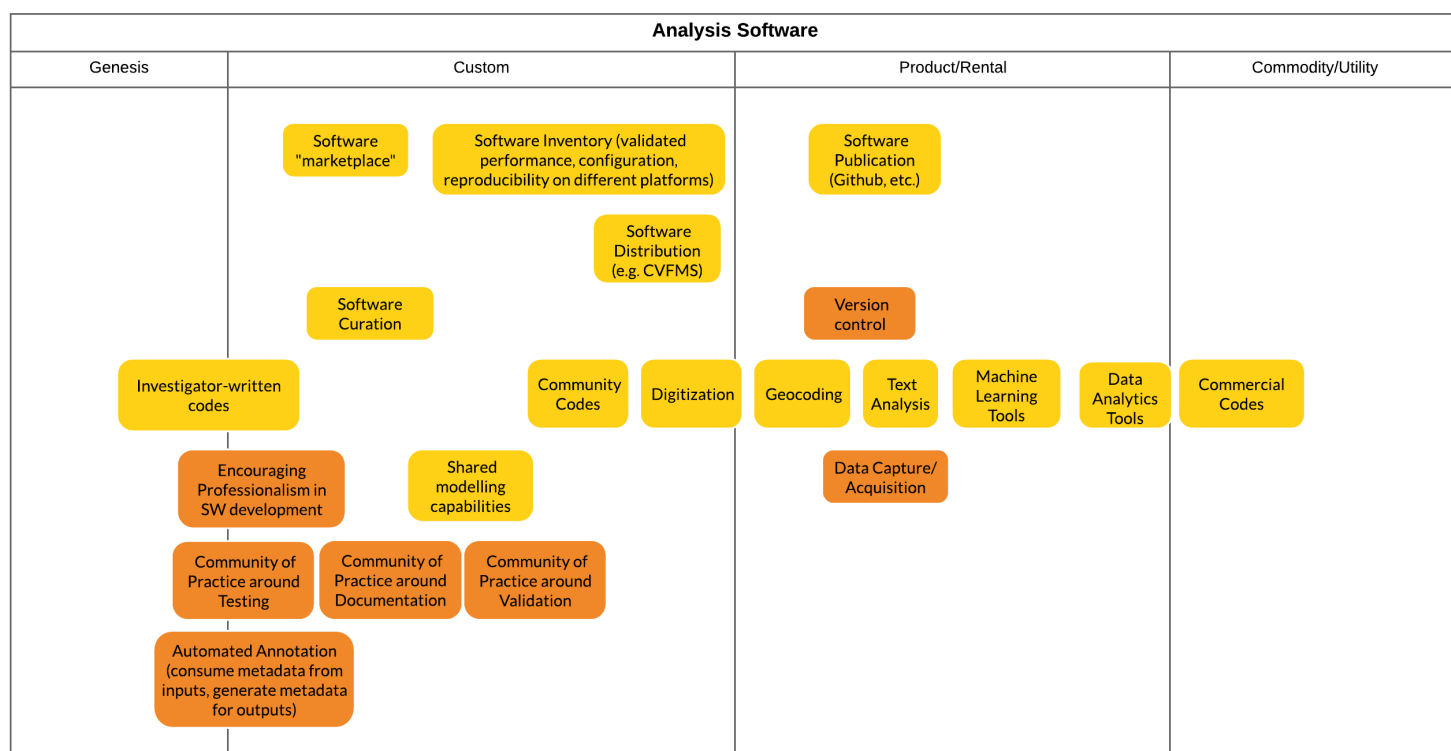 Analysis Software
Genesis
Custom
Product/Rental
Commodity/Utility
Software
"marketplace"
Software Inventory (validated
performance, configuration,
reproducibility on different platforms)
Software
Publication
(Github, etc.)
Software
Distribution
(e.g. CVFMS)
Software
Curation
Version
control
Investigator-written
codes
Community
Codes
Digitization
Geocoding
Text
Analysis
Machine
Learning
Tools
Data
Analytics
Tools
Commercial
Codes
Encouraging
Professionalism in
SW development
Shared
modelling
capabilities
Data Capture/
Acquisition
Community of
Practice around
Testing
Community of
Practice around
Documentation
Community of
Practice around
Validation
Automated Annotation
(consume metadata from
inputs, generate metadata
for outputs)